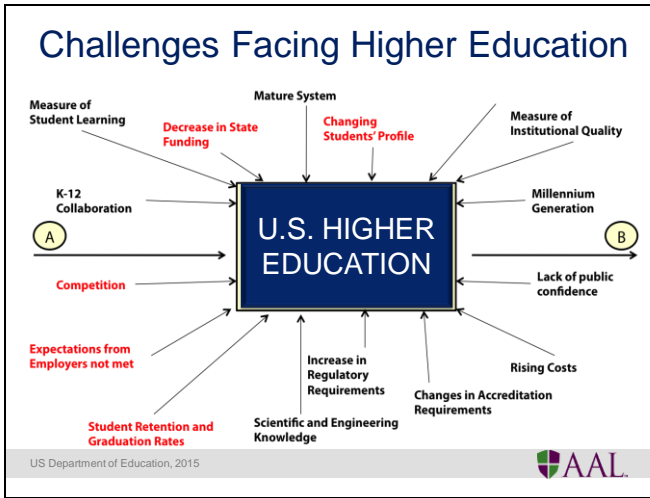 Challenges Facing Higher Education
Measure of
Student Learning
Decrease in State
Funding
Mature System
Changing
Students' Profile
Measure of
Institutional Quality
K-12
Collaboration
Millennium
Generation
A
U.S. HIGHER
EDUCATION
B
Competition
Lack of public
confidence
Expectations from
Employers not met
Increase in
Regulatory
Requirements
Rising Costs
Changes in Accreditation
Requirements
Student Retention and
Graduation Rates
Scientific and Engineering
Knowledge
US Department of Education, 2015
AAL